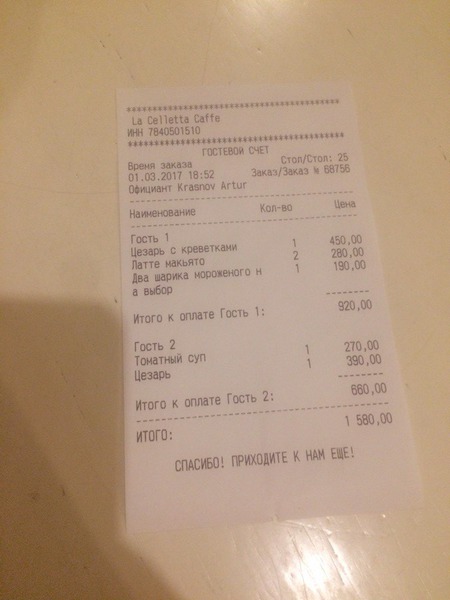 ********************************
La Celletta Caffe
ИНН 7840501510
********************************
ГОСТЕВОЙ СЧЕТ
Время заказа Стол/Стол: 25
01.03.2017 18:52 Заказ/Заказ № 68756
Официант Krasnov Artur
Наименование Кол-во Цена
Гость 1
Цезарь с креветками 1 450,00
Латте макьято 2 280,00
Два шарика мороженого н 1 190,00
а выбор
Итого к оплате Гость 1: 920,00
Гость 2
Томатный суп 1 270,00
Цезарь 1 390,00
Итого к оплате Гость 2: 660,00
ИТОГО: 1 580,00
СПАСИБО! ПРИХОДИТЕ К НАМ ЕЩЕ!